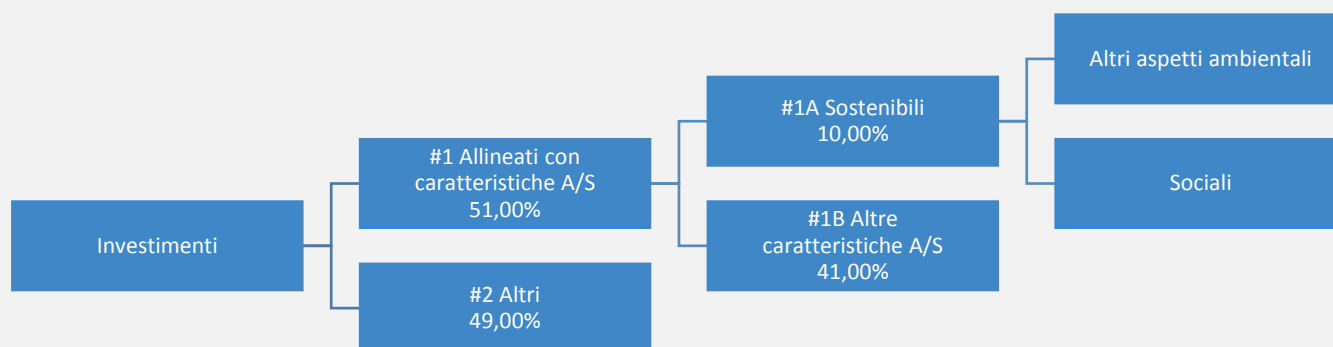 Investimenti
#1 Allineati con
caratteristiche A/S
51,00%
#2 Altri
49,00%
#1A Sostenibili
10,00%
#1B Altre
caratteristiche A/S
41,00%
Altri aspetti ambientali
Sociali